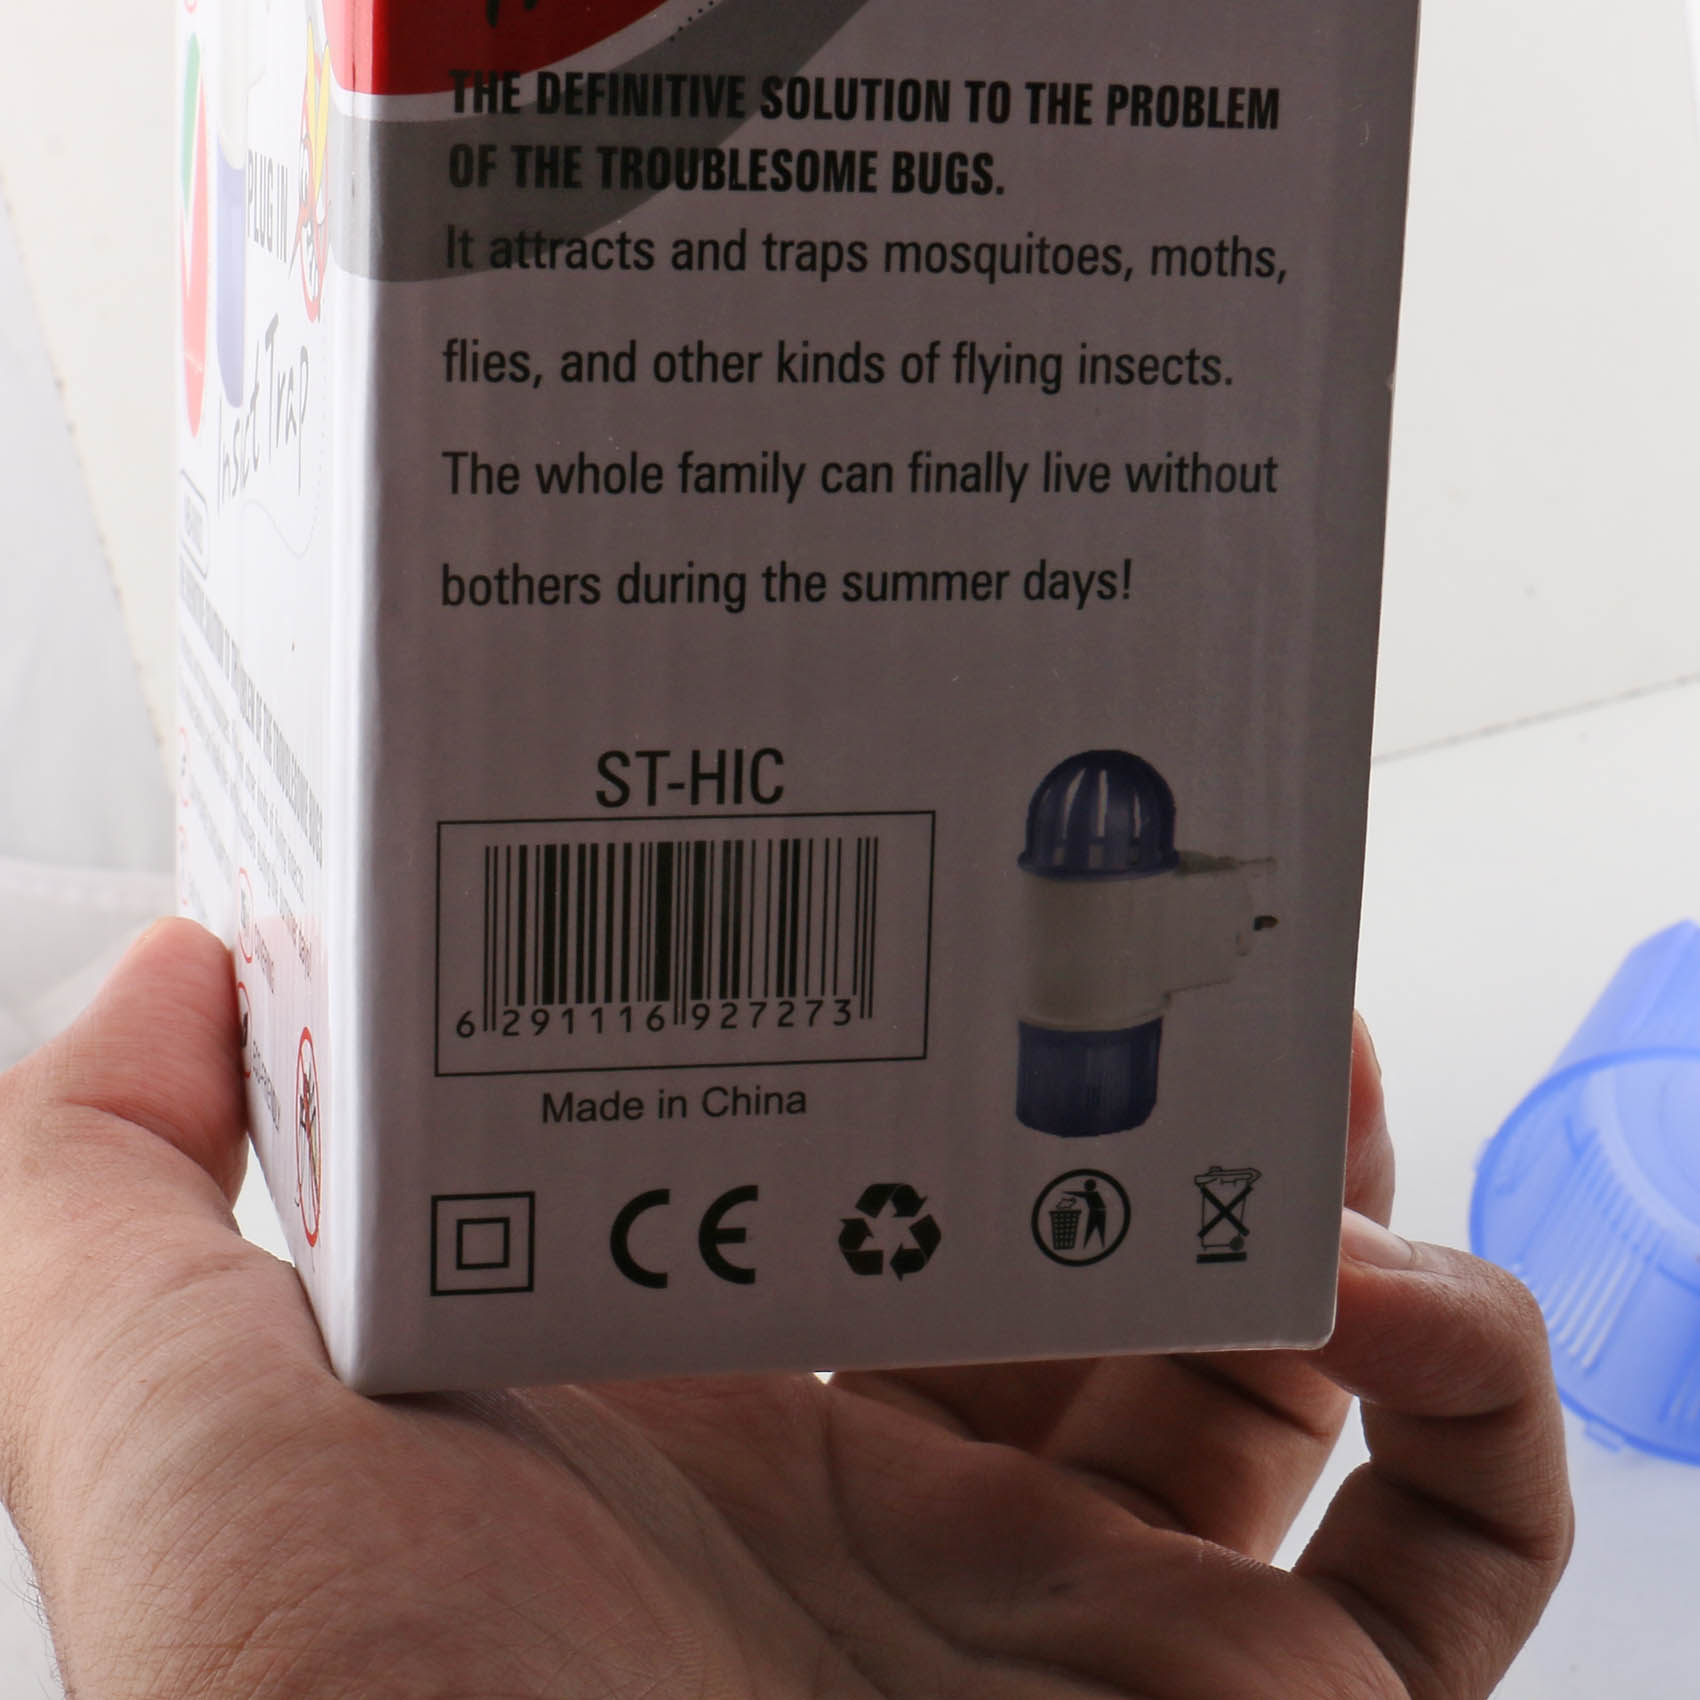 THE DEFINITIVE SOLUTION TO THE PROBLEM
OF THE TROUBLESOME BUGS.
It attracts and traps mosquitoes, moths,
flies, and other kinds of flying insects.
The whole family can finally live without
bothers during the summer days!
ST-HIC
6 291116 927273
Made in China
CE
PLUG IN
Insect Trap